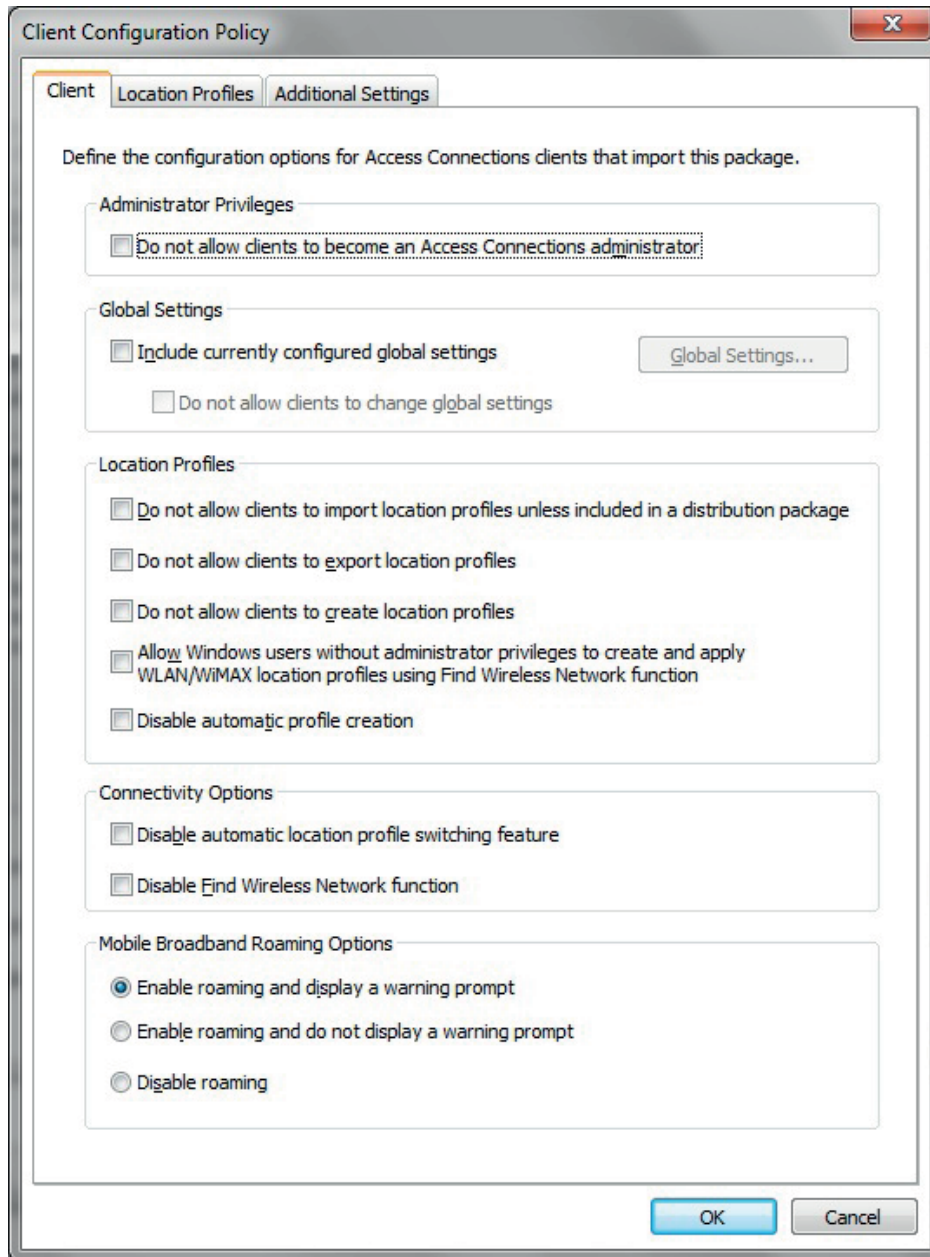 Client Configuration Policy
Client
Location Profiles
Additional Settings
Define the configuration options for Access Connections clients that import this package.
Administrator Privileges
Do not allow clients to become an Access Connections administrator
Global Settings
Include currently configured global settings
Global Settings...
Do not allow clients to change global settings
Location Profiles
Do not allow clients to import location profiles unless included in a distribution package
Do not allow clients to export location profiles
Do not allow clients to create location profiles
Allow Windows users without administrator privileges to create and apply
WLAN/WiMAX location profiles using Find Wireless Network function
Disable automatic profile creation
Connectivity Options
Disable automatic location profile switching feature
Disable Find Wireless Network function
Mobile Broadband Roaming Options
Enable roaming and display a warning prompt
Enable roaming and do not display a warning prompt
Disable roaming
OK
Cancel